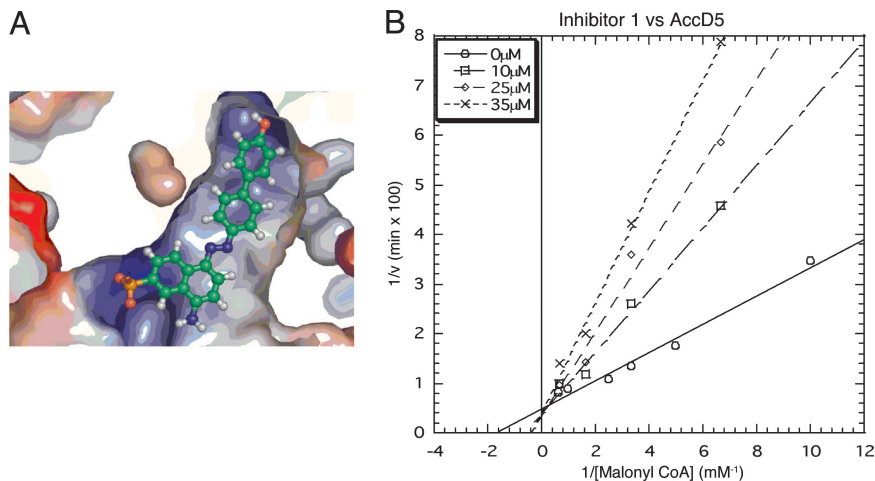 A
B
Inhibitor 1 vs AccD5
0µM
10µM
25µM
35µM
8
7
6
5
4
3
2
1
0
1/v (min x 100)
-4 -2 0 2 4 6 8 10 12
1/[Malonyl CoA] (mM⁻¹)